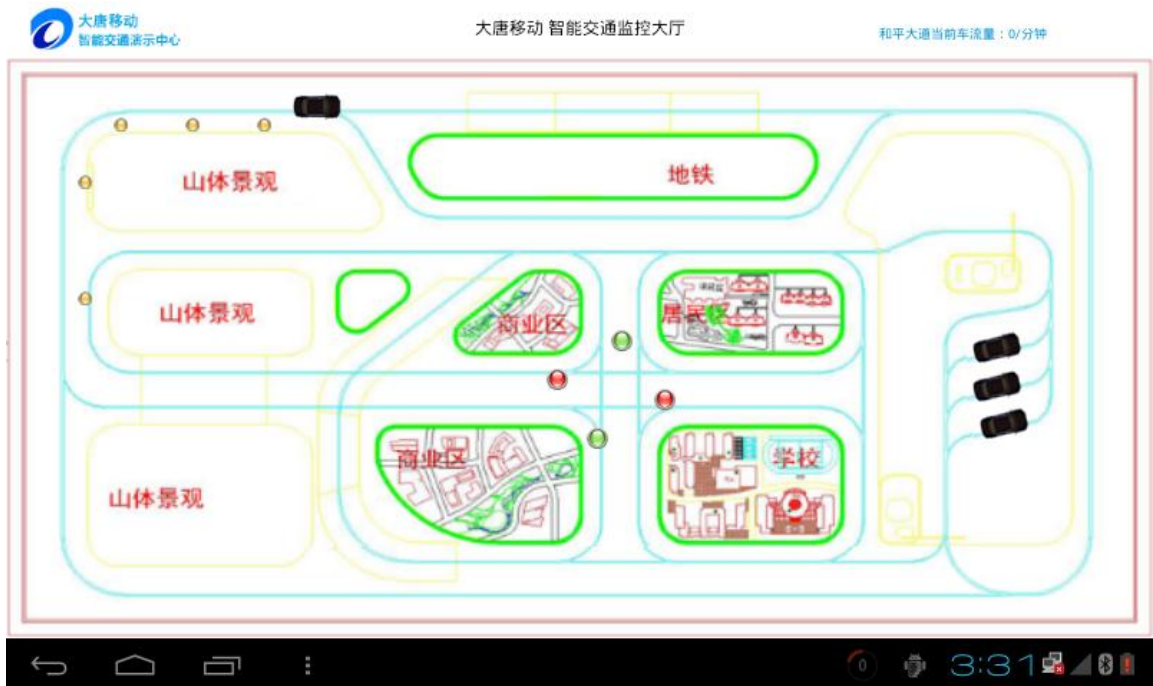 大唐移动
智能交通演示中心
大唐移动 智能交通监控大厅
和平大道当前车流量：0/分钟
山体景观
地铁
山体景观
商业区
居民区
商业区
学校
山体景观
0
3:31